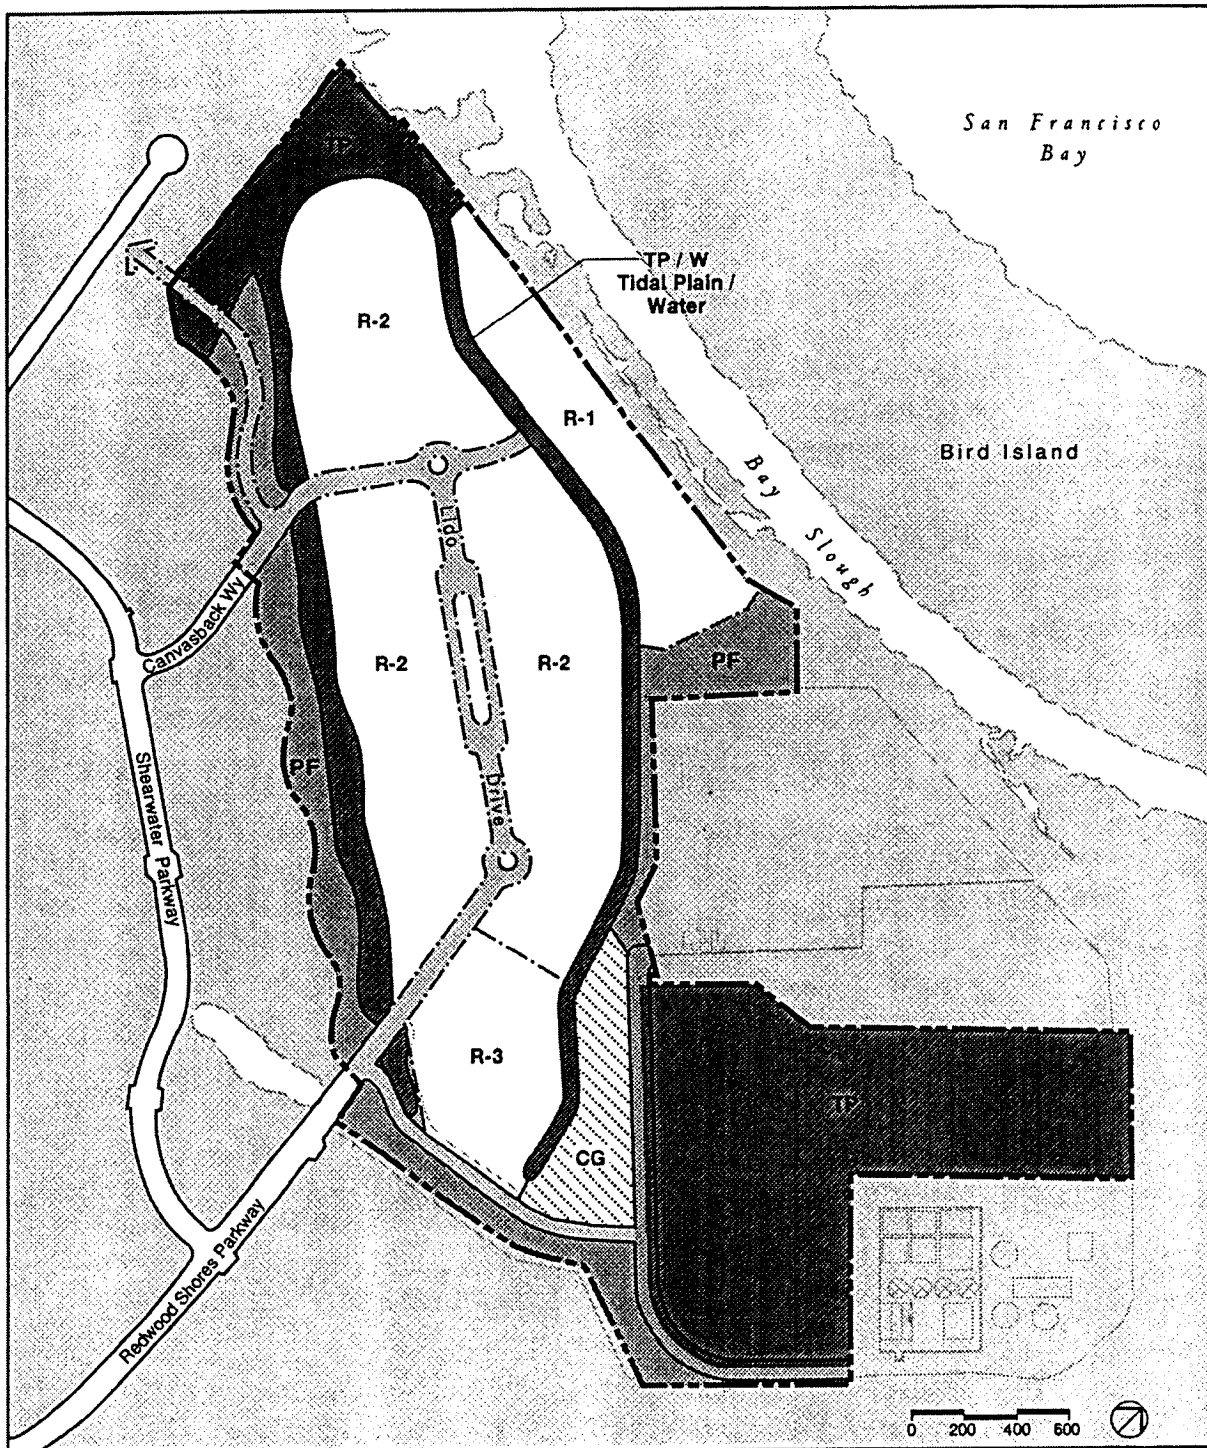 San Francisco
Bay
TP
TP / W
Tidal Plain /
Water
R-2
R-1
Bird Island
Bay Slough
Lido Drive
Canvasback Wy
R-2
R-2
PF
PF
Shearwater Parkway
R-3
TP
CG
Redwood Shores Parkway
0 200 400 600